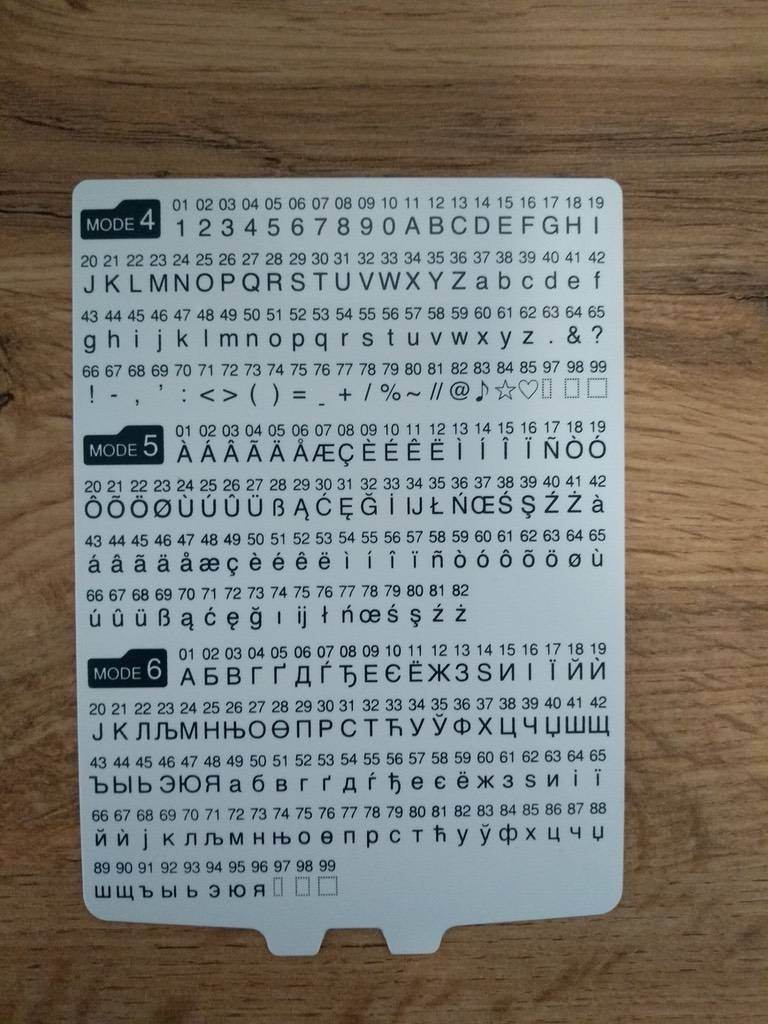 MODE 4 01 02 03 04 05 06 07 08 09 10 11 12 13 14 15 16 17 18 19
1 2 3 4 5 6 7 8 9 0 A B C D E F G H I
20 21 22 23 24 25 26 27 28 29 30 31 32 33 34 35 36 37 38 39 40 41 42
J K L M N O P Q R S T U V W X Y Z a b c d e f
43 44 45 46 47 48 49 50 51 52 53 54 55 56 57 58 59 60 61 62 63 64 65
g h i j k l m n o p q r s t u v w x y z . & ?
66 67 68 69 70 71 72 73 74 75 76 77 78 79 80 81 82 83 84 85 97 98 99
! - , ’ : < > ( ) = _ + / % ~ // @ ♪ ☆ ♡
MODE 5 01 02 03 04 05 06 07 08 09 10 11 12 13 14 15 16 17 18 19
À Á Â Ã Ä Å Æ Ç È É Ê Ë Ì Í Î Ï Ñ Ò Ó
20 21 22 23 24 25 26 27 28 29 30 31 32 33 34 35 36 37 38 39 40 41 42
Ô Õ Ö Ø Ù Ú Û Ü ß Ą Ć Ę Ğ İ IJ Ł Ń Œ Ś Ş Ź Ż à
43 44 45 46 47 48 49 50 51 52 53 54 55 56 57 58 59 60 61 62 63 64 65
á â ã ä å æ ç è é ê ë ì í î ï ñ ò ó ô õ ö ø ù
66 67 68 69 70 71 72 73 74 75 76 77 78 79 80 81 82
ú û ü ß ą ć ę ğ ı ij ł ń œ ś ş ź ż
MODE 6 01 02 03 04 05 06 07 08 09 10 11 12 13 14 15 16 17 18 19
А Б В Г Ґ Д Ѓ Ђ Е Є Ё Ж З Ѕ И І Ї Й Ѝ
20 21 22 23 24 25 26 27 28 29 30 31 32 33 34 35 36 37 38 39 40 41 42
Ј К Л Љ М Н Њ О Ө П Р С Т Ћ У Ў Ф Х Ц Ч Џ Ш Щ
43 44 45 46 47 48 49 50 51 52 53 54 55 56 57 58 59 60 61 62 63 64 65
Ъ Ы Ь Э Ю Я а б в г ґ д ѓ ђ е є ё ж з ѕ и і ї
66 67 68 69 70 71 72 73 74 75 76 77 78 79 80 81 82 83 84 85 86 87 88
й ѝ ј к л љ м н њ о ө п р с т ћ у ў ф х ц ч џ
89 90 91 92 93 94 95 96 97 98 99
ш щ ъ ы ь э ю я